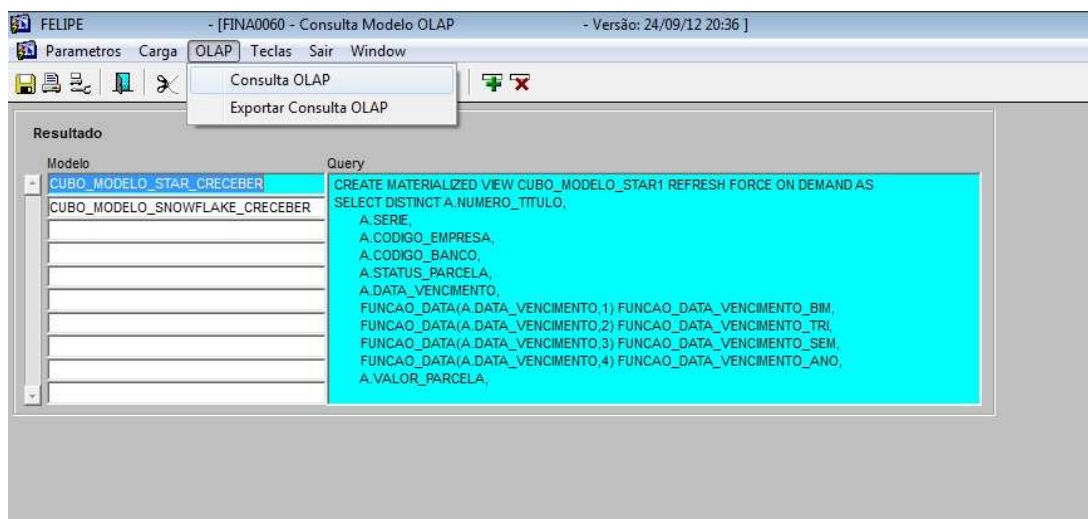 FELIPE - [FINA0060 - Consulta Modelo OLAP - Versão: 24/09/12 20:36 ]
Parametros Carga OLAP Teclas Sair Window
Consulta OLAP
Exportar Consulta OLAP
Resultado
Modelo Query
CUBO_MODELO_STAR_CRECEBER
CUBO_MODELO_SNOWFLAKE_CRECEBER
CREATE MATERIALIZED VIEW CUBO_MODELO_STAR1 REFRESH FORCE ON DEMAND AS
SELECT DISTINCT A.NUMERO_TITULO,
A.SERIE,
A.CODIGO_EMPRESA,
A.CODIGO_BANCO,
A.STATUS_PARCELA,
A.DATA_VENCIMENTO,
FUNCAO_DATA(A.DATA_VENCIMENTO,1) FUNCAO_DATA_VENCIMENTO_BIM,
FUNCAO_DATA(A.DATA_VENCIMENTO,2) FUNCAO_DATA_VENCIMENTO_TRI,
FUNCAO_DATA(A.DATA_VENCIMENTO,3) FUNCAO_DATA_VENCIMENTO_SEM,
FUNCAO_DATA(A.DATA_VENCIMENTO,4) FUNCAO_DATA_VENCIMENTO_ANO,
A.VALOR_PARCELA,